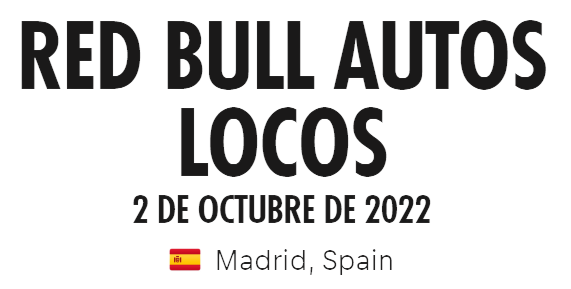 RED BULL AUTOS
LOCOS
2 DE OCTUBRE DE 2022
Madrid, Spain